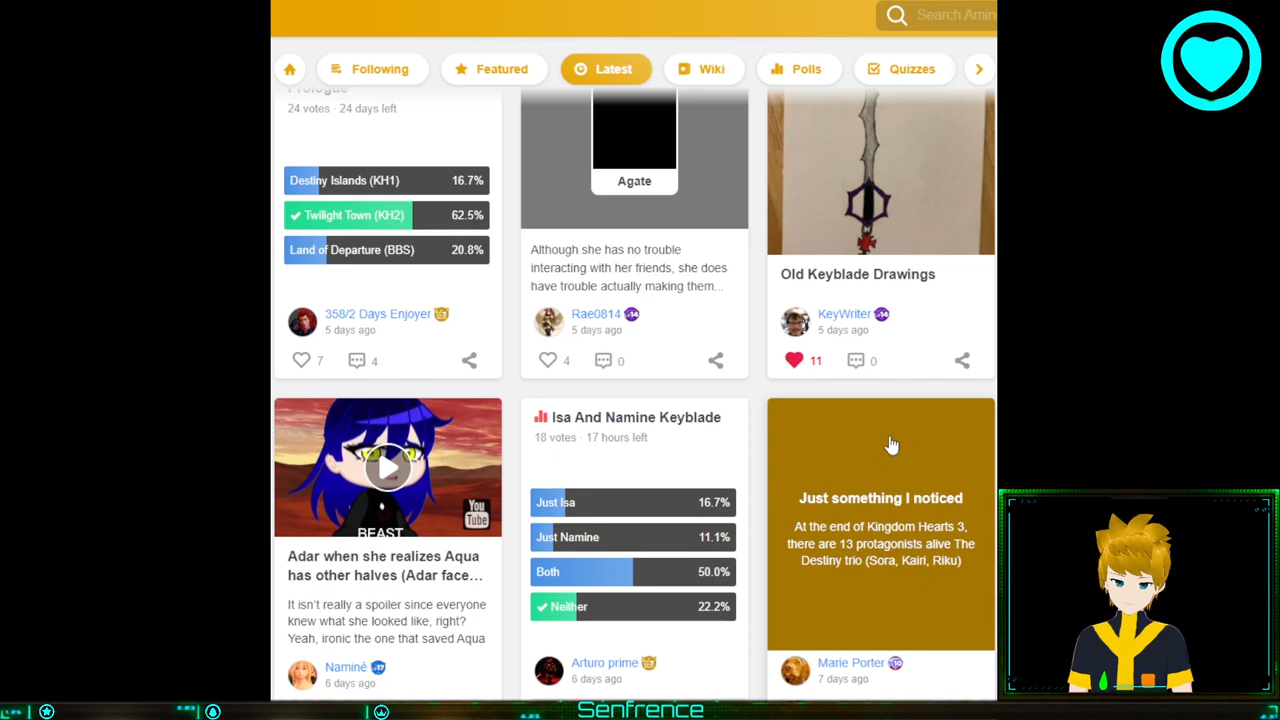 Search Amin
Following
Featured
Latest
Wiki
Polls
Quizzes
Prologue
24 votes · 24 days left
Destiny Islands (KH1) 16.7%
Twilight Town (KH2) 62.5%
Land of Departure (BBS) 20.8%
358/2 Days Enjoyer
5 days ago
7 4
Agate
Although she has no trouble
interacting with her friends, she does
have trouble actually making them...
Rae0814 lv14
5 days ago
4 0
Old Keyblade Drawings
KeyWriter lv14
5 days ago
11 0
BEAST
You
Tube
Adar when she realizes Aqua
has other halves (Adar face...
It isn't really a spoiler since everyone
knew what she looked like, right?
Yeah, ironic the one that saved Aqua
Naminé lv17
6 days ago
Isa And Namine Keyblade
18 votes · 17 hours left
Just Isa 16.7%
Just Namine 11.1%
Both 50.0%
Neither 22.2%
Arturo prime
6 days ago
Just something I noticed
At the end of Kingdom Hearts 3,
there are 13 protagonists alive The
Destiny trio (Sora, Kairi, Riku)
Marie Porter lv10
7 days ago
Senfrence